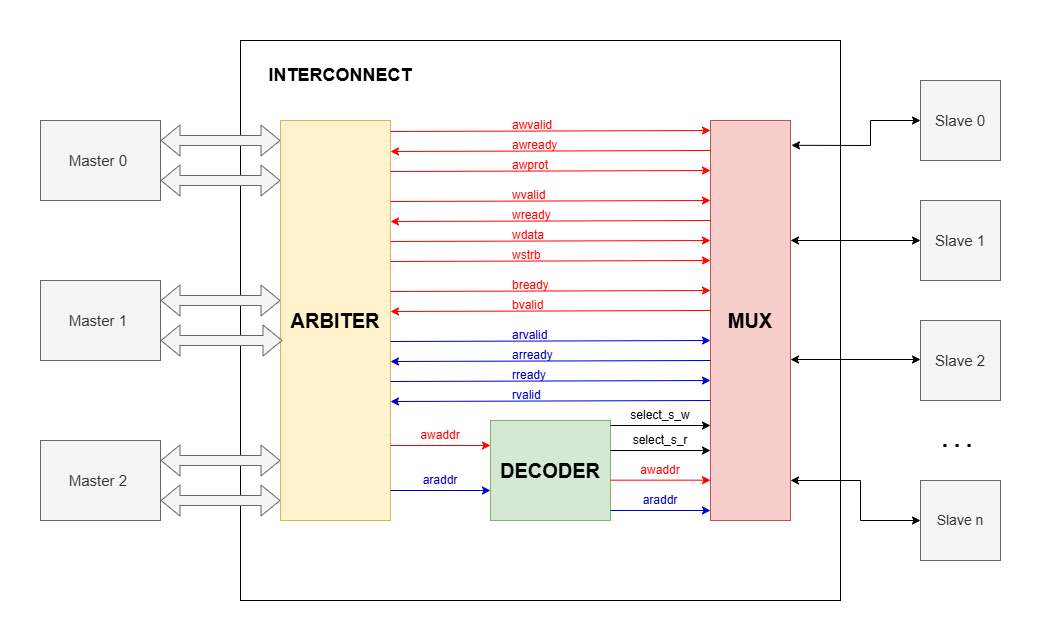 INTERCONNECT
Master 0
Master 1
Master 2
ARBITER
awvalid
awready
awprot
wvalid
wready
wdata
wstrb
bready
bvalid
arvalid
arready
rready
rvalid
awaddr
araddr
DECODER
select_s_w
select_s_r
awaddr
araddr
MUX
Slave 0
Slave 1
Slave 2
. . .
Slave n